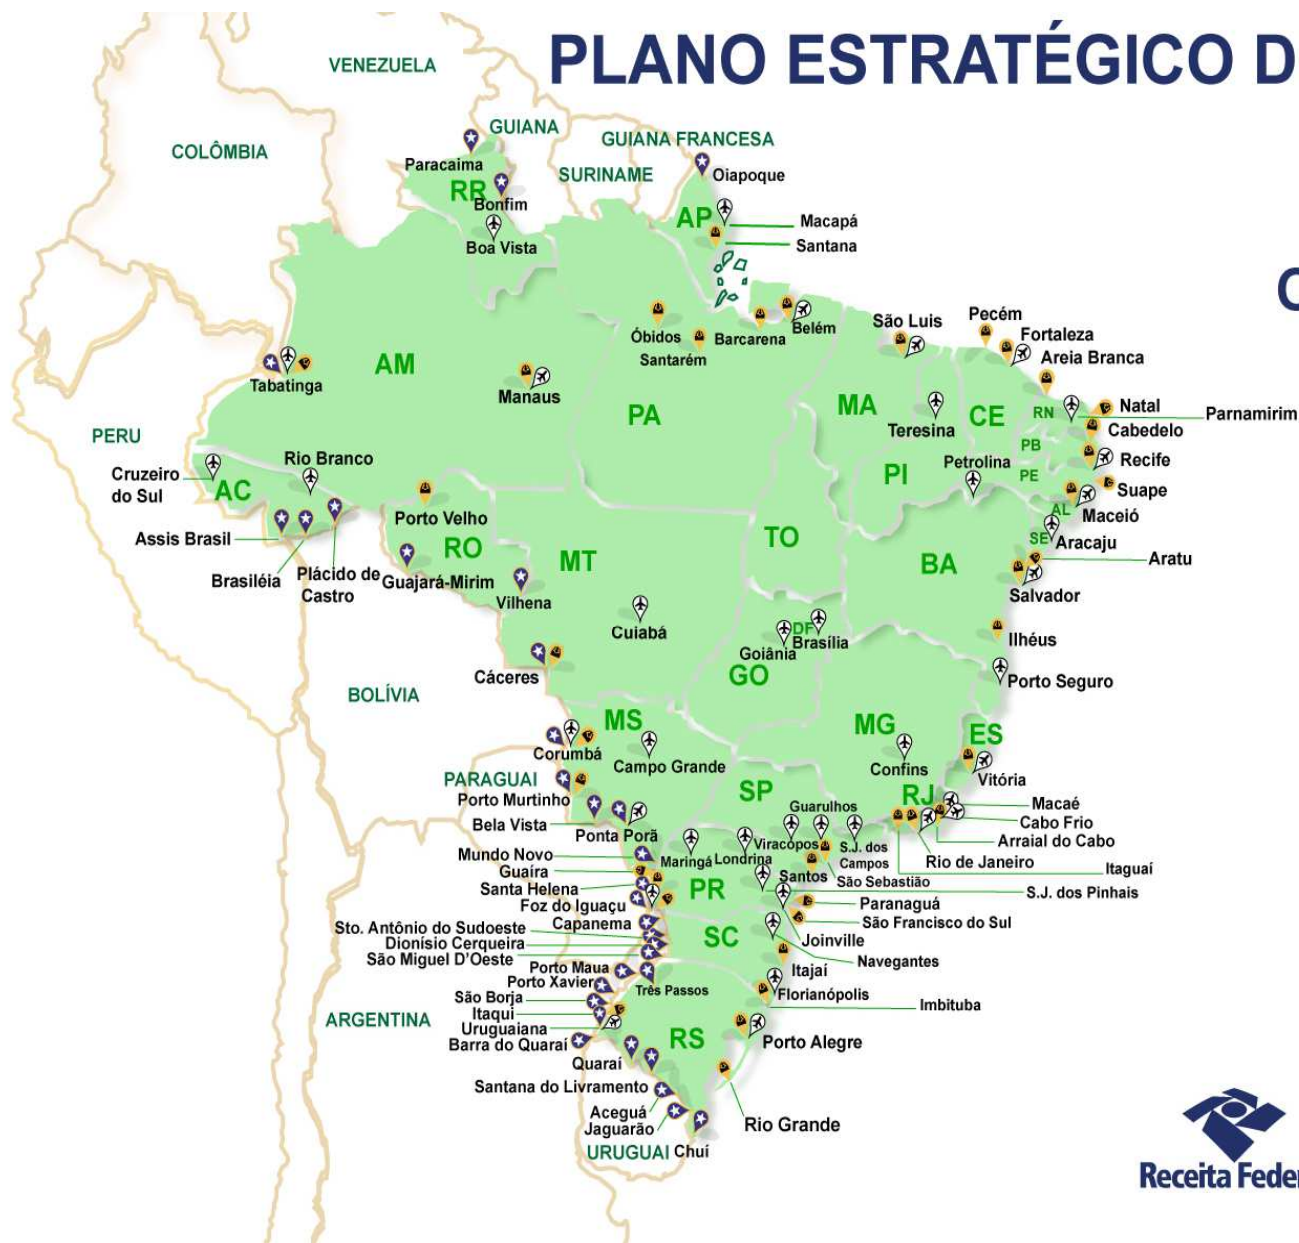 PLANO ESTRATÉGICO D
VENEZUELA
GUIANA
COLÔMBIA
GUIANA FRANCESA
SURINAME
Paracaima
Oiapoque
RR
Bonfim
AP
Macapá
Boa Vista
Santana
C
Pecém
São Luis
Fortaleza
Óbidos
Barcarena
Belém
Areia Branca
Santarém
AM
Tabatinga
Manaus
MA
CE
RN
Natal
Parnamirim
PA
Teresina
Cabedelo
PERU
PB
Rio Branco
Petrolina
Recife
Cruzeiro
do Sul
AC
PI
PE
Suape
AL
Maceió
Porto Velho
Assis Brasil
RO
TO
SE
Aracaju
MT
BA
Aratu
Brasiléia
Plácido de
Castro
Guajará-Mirim
Vilhena
Salvador
Cuiabá
DF
Brasília
Goiânia
Ilhéus
Cáceres
GO
Porto Seguro
BOLÍVIA
MS
MG
ES
Corumbá
Campo Grande
Confins
Vitória
PARAGUAI
Porto Murtinho
SP
RJ
Macaé
Guarulhos
Cabo Frio
Bela Vista
Ponta Porã
Viracopos
S.J. dos
Campos
Arraial do Cabo
Mundo Novo
Maringá
Londrina
Rio de Janeiro
Itaguaí
Guaíra
Santos
São Sebastião
Santa Helena
PR
S.J. dos Pinhais
Foz do Iguaçu
Paranaguá
Capanema
São Francisco do Sul
Sto. Antônio do Sudoeste
SC
Joinville
Dionísio Cerqueira
São Miguel D'Oeste
Navegantes
Porto Maua
Itajaí
Porto Xavier
Três Passos
Florianópolis
São Borja
Imbituba
Itaqui
ARGENTINA
Uruguaiana
RS
Barra do Quaraí
Porto Alegre
Quaraí
Santana do Livramento
Aceguá
Rio Grande
Jaguarão
URUGUAI
Chuí
Receita Feder